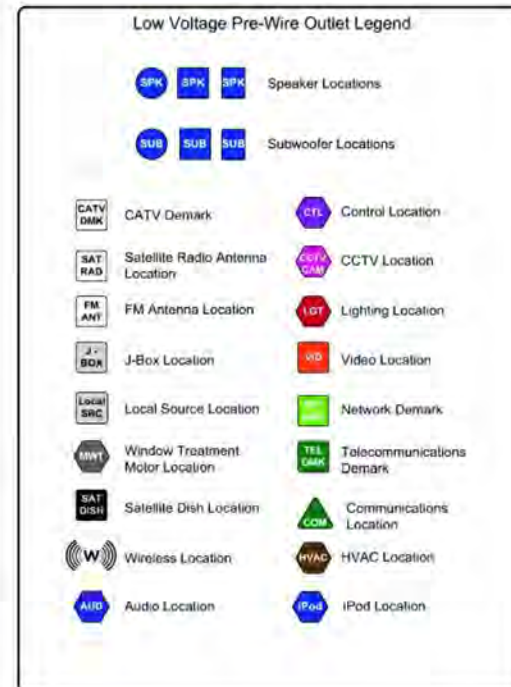 Low Voltage Pre-Wire Outlet Legend
SPK SPK SPK Speaker Locations
SUB SUB SUB Subwoofer Locations
CATV
DMK
CATV Demark
CTL
Control Location
SAT
RAD
Satellite Radio Antenna
Location
CCTV
CAM
CCTV Location
FM
ANT
FM Antenna Location
LGT
Lighting Location
J -
BOX
J-Box Location
VID
Video Location
Local
SRC
Local Source Location
Network Demark
MWT
Window Treatment
Motor Location
TEL
DMK
Telecommunications
Demark
SAT
DISH
Satellite Dish Location
COM
Communications
Location
W
Wireless Location
HVAC
HVAC Location
AUD
Audio Location
iPod
iPod Location